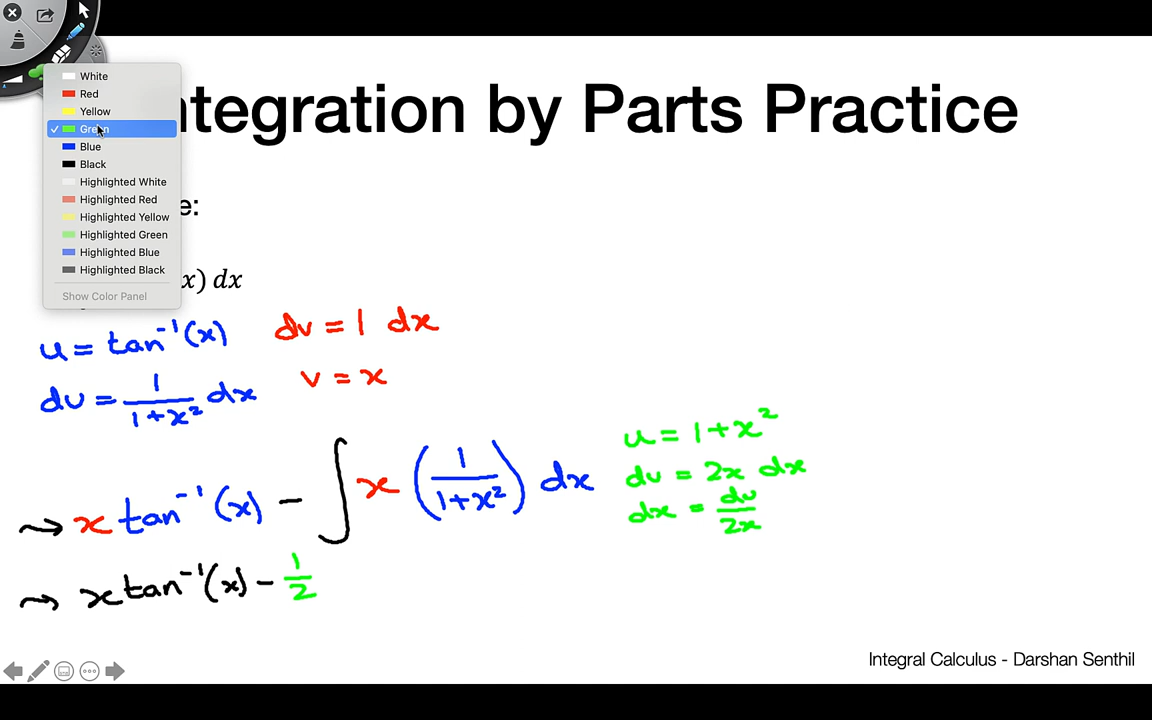 White
Red
Yellow
Green
Blue
Black
Highlighted White
Highlighted Red
Highlighted Yellow
Highlighted Green
Highlighted Blue
Highlighted Black
Show Color Panel
ntegration by Parts Practice
e:
x) dx
u = tan⁻¹(x) dv = 1 dx
du = 1/(1+x²) dx v = x
→ x tan⁻¹(x) − ∫ x (1/(1+x²)) dx
u = 1+x²
du = 2x dx
dx = du/2x
→ x tan⁻¹(x) − 1/2
Integral Calculus - Darshan Senthil